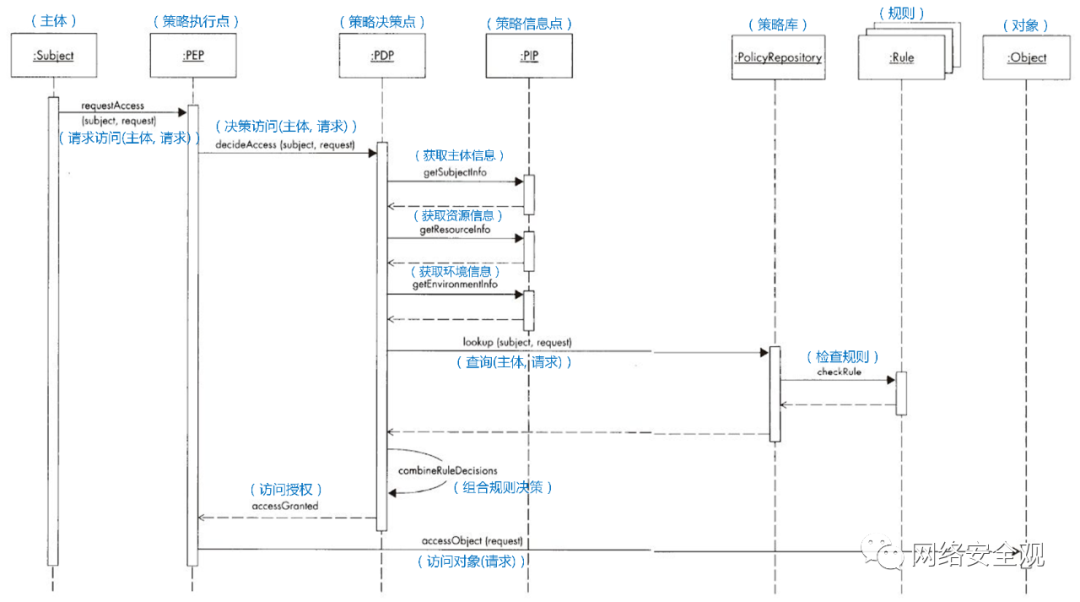 （主体）
（策略执行点）
（策略决策点）
（策略信息点）
（策略库）
（规则）
（对象）
:Subject
:PEP
:PDP
:PIP
:PolicyRepository
:Rule
:Object
requestAccess
(subject, request)
（请求访问(主体, 请求)）
（决策访问(主体, 请求)）
decideAccess (subject, request)
（获取主体信息）
getSubjectInfo
（获取资源信息）
getResourceInfo
（获取环境信息）
getEnvironmentInfo
lookup (subject, request)
（查询(主体, 请求)）
（检查规则）
checkRule
combineRuleDecisions
（组合规则决策）
（访问授权）
accessGranted
accessObject (request)
（访问对象(请求)）
网络安全观